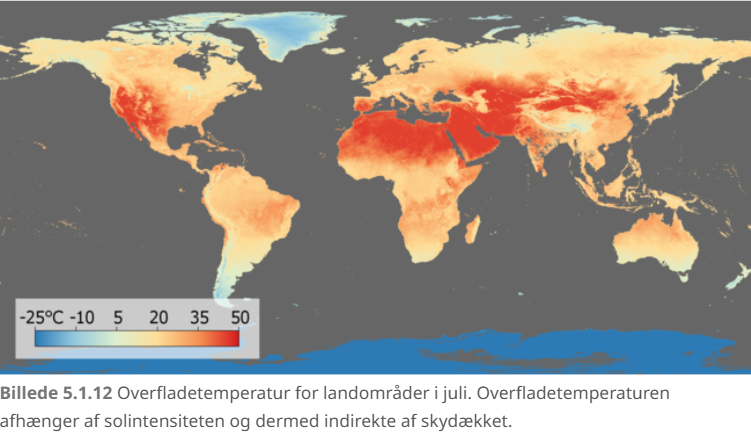 -25°C -10 5 20 35 50
Billede 5.1.12 Overfladetemperatur for landområder i juli. Overfladetemperaturen
afhænger af solintensiteten og dermed indirekte af skydækket.